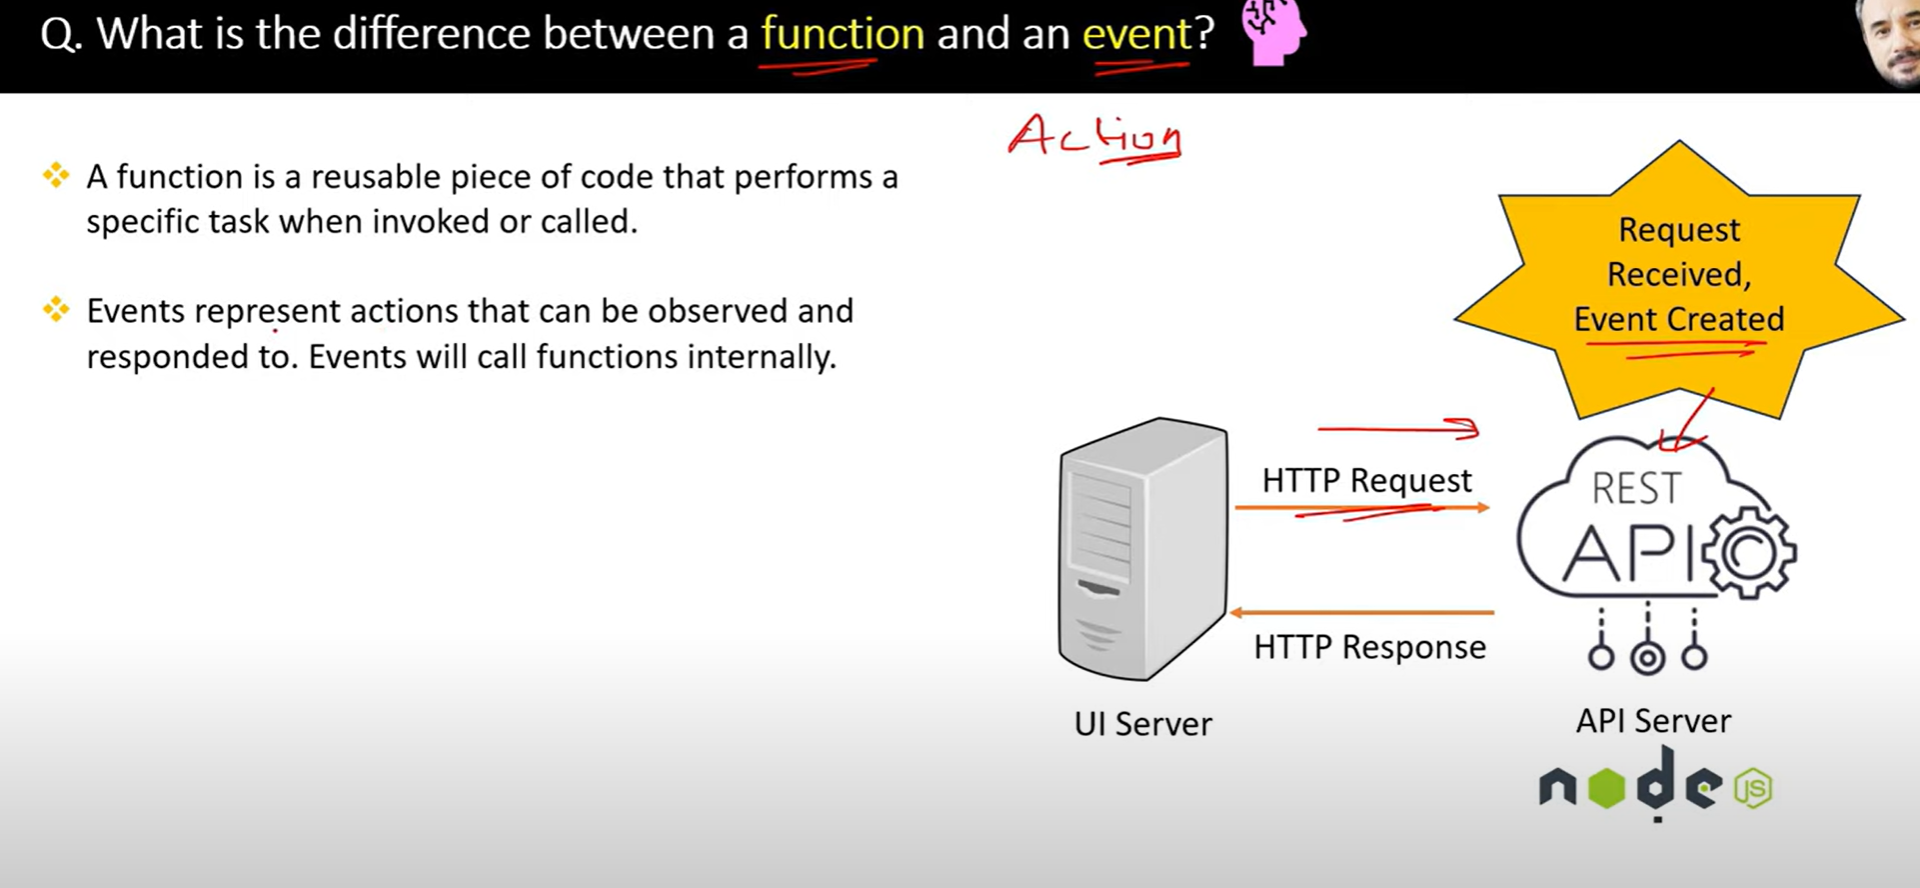 Q. What is the difference between a function and an event?
Action
A function is a reusable piece of code that performs a
specific task when invoked or called.
Events represent actions that can be observed and
responded to. Events will call functions internally.
Request
Received,
Event Created
HTTP Request
REST
API
HTTP Response
UI Server
API Server
node
JS